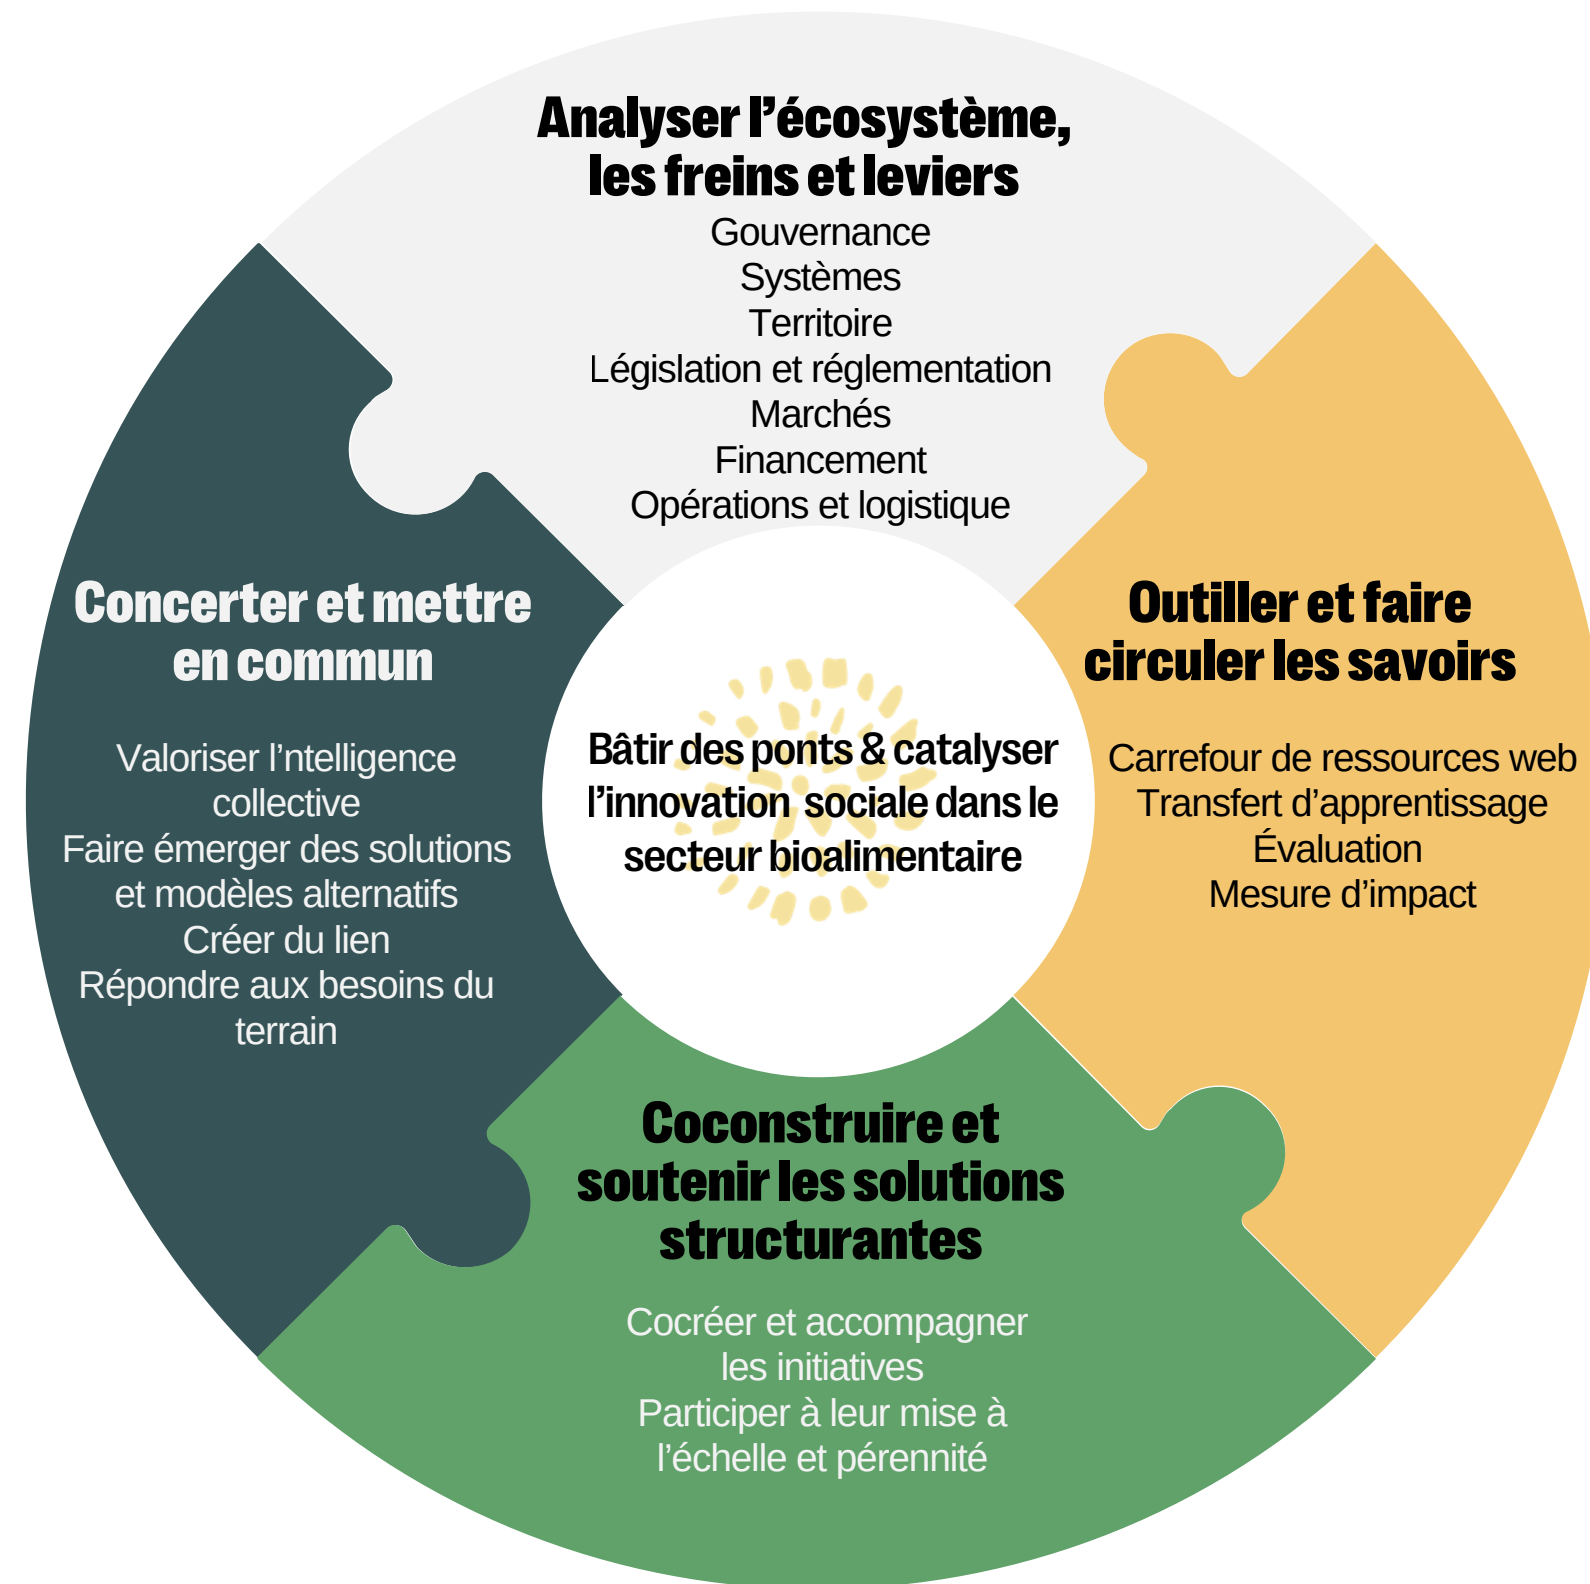 Analyser l’écosystème,
les freins et leviers
Gouvernance
Systèmes
Territoire
Législation et réglementation
Marchés
Financement
Opérations et logistique
Concerter et mettre
en commun
Valoriser l’ntelligence
collective
Faire émerger des solutions
et modèles alternatifs
Créer du lien
Répondre aux besoins du
terrain
Bâtir des ponts & catalyser
l’innovation sociale dans le
secteur bioalimentaire
Outiller et faire
circuler les savoirs
Carrefour de ressources web
Transfert d’apprentissage
Évaluation
Mesure d’impact
Coconstruire et
soutenir les solutions
structurantes
Cocréer et accompagner
les initiatives
Participer à leur mise à
l’échelle et pérennité